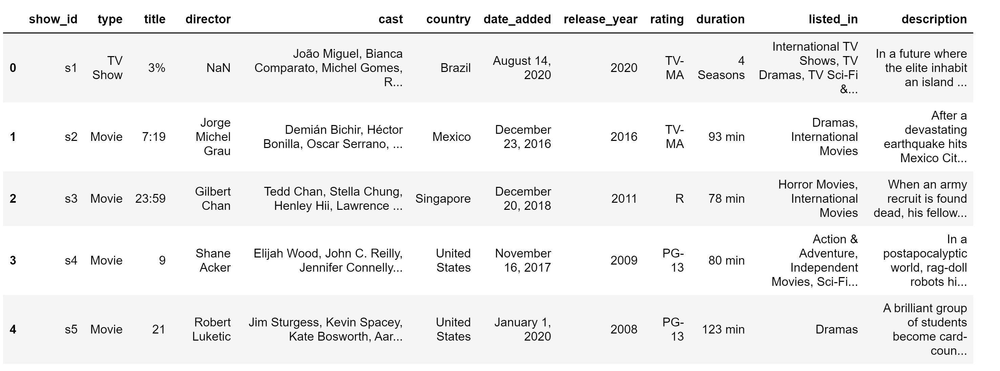 show_id type title director cast country date_added release_year rating duration listed_in description
0 s1 TV Show 3% NaN João Miguel, Bianca Comparato, Michel Gomes, R... Brazil August 14, 2020 2020 TV-MA 4 Seasons International TV Shows, TV Dramas, TV Sci-Fi &... In a future where the elite inhabit an island ...
1 s2 Movie 7:19 Jorge Michel Grau Demián Bichir, Héctor Bonilla, Oscar Serrano, ... Mexico December 23, 2016 2016 TV-MA 93 min Dramas, International Movies After a devastating earthquake hits Mexico Cit...
2 s3 Movie 23:59 Gilbert Chan Tedd Chan, Stella Chung, Henley Hii, Lawrence ... Singapore December 20, 2018 2011 R 78 min Horror Movies, International Movies When an army recruit is found dead, his fellow...
3 s4 Movie 9 Shane Acker Elijah Wood, John C. Reilly, Jennifer Connelly... United States November 16, 2017 2009 PG-13 80 min Action & Adventure, Independent Movies, Sci-Fi... In a postapocalyptic world, rag-doll robots hi...
4 s5 Movie 21 Robert Luketic Jim Sturgess, Kevin Spacey, Kate Bosworth, Aar... United States January 1, 2020 2008 PG-13 123 min Dramas A brilliant group of students become card-coun...